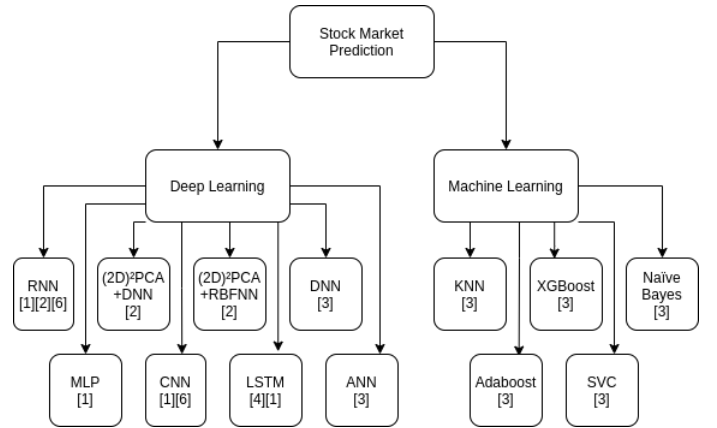 Stock Market
Prediction
Deep Learning
Machine Learning
RNN
[1][2][6]
(2D)²PCA
+DNN
[2]
(2D)²PCA
+RBFNN
[2]
DNN
[3]
KNN
[3]
XGBoost
[3]
Naïve
Bayes
[3]
MLP
[1]
CNN
[1][6]
LSTM
[4][1]
ANN
[3]
Adaboost
[3]
SVC
[3]